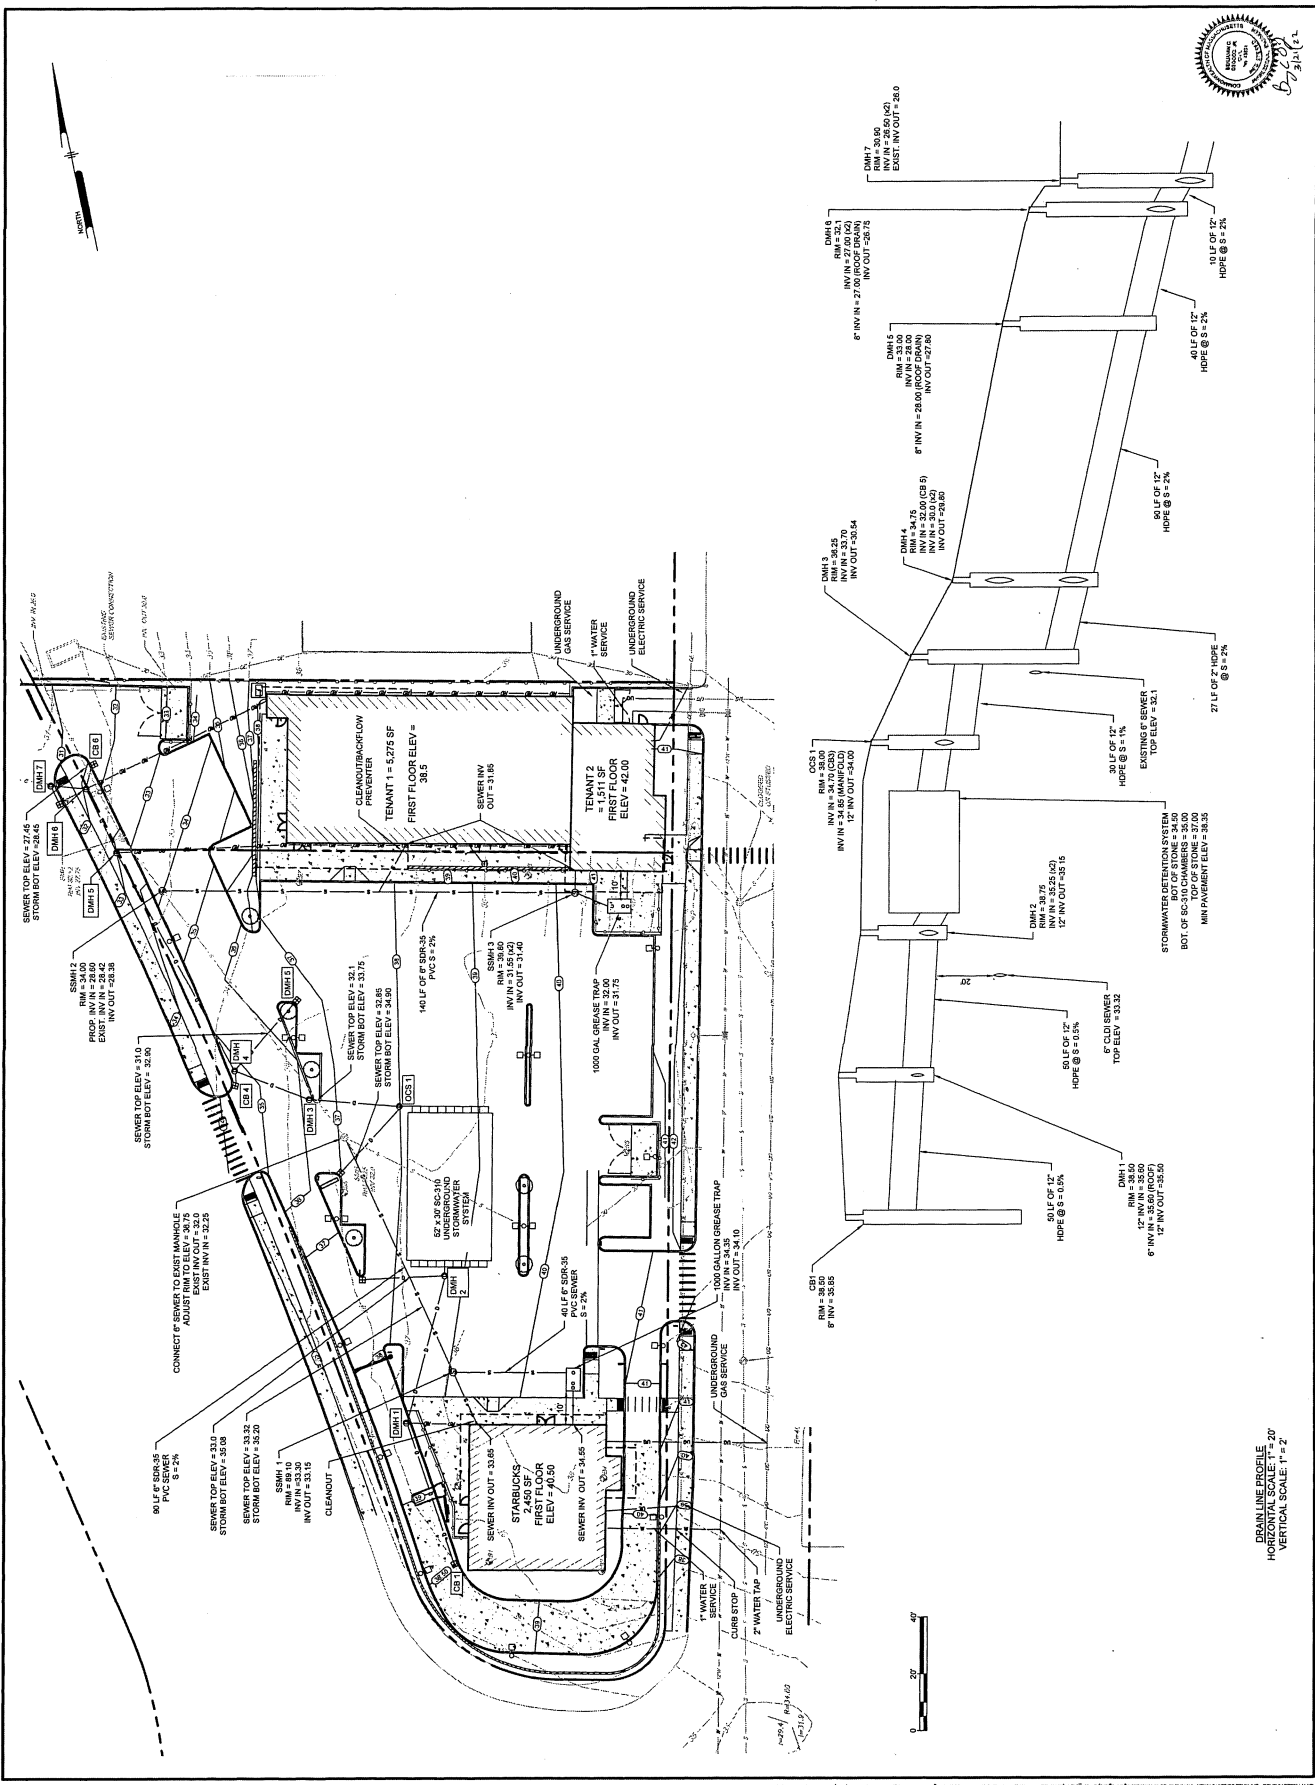 NORTH
SEWER TOP ELEV = 27.45
STORM BOT ELEV =28.45
DMH 7
CB 6
DMH 6
DMH 5
SSMH 2
RIM = 34.00
PROP. INV IN = 28.60
EXIST. INV IN = 28.42
INV OUT =28.38
SEWER TOP ELEV = 31.0
STORM BOT ELEV = 32.90
EXISTING
SEWER CONNECTION
CLEANOUT/BACKFLOW
PREVENTER
TENANT 1 = 5,275 SF
FIRST FLOOR ELEV =
38.5
SEWER INV
OUT = 31.85
TENANT 2
= 1,511 SF
FIRST FLOOR
ELEV = 42.00
UNDERGROUND
GAS SERVICE
1" WATER
SERVICE
UNDERGROUND
ELECTRIC SERVICE
140 LF OF 6" SDR-35
PVC S = 2%
SSMH 3
RIM = 39.60
INV IN = 31.55 (x2)
INV OUT = 31.40
1000 GAL GREASE TRAP
INV IN = 32.00
INV OUT = 31.75
10'
DMH 5
DMH
4
CB
DMH 3
SEWER TOP ELEV = 32.1
STORM BOT ELEV = 33.75
SEWER TOP ELEV = 32.85
STORM BOT ELEV = 34.90
OCS 1
52' x 30' SC-310
UNDERGROUND
STORMWATER
SYSTEM
DMH
2
CONNECT 6" SEWER TO EXIST MANHOLE
ADJUST RIM TO ELEV = 36.75
EXIST INV OUT = 32.0
EXIST INV IN = 32.25
40 LF 6" SDR-35
PVC SEWER
S = 2%
1000 GALLON GREASE TRAP
INV IN = 34.35
INV OUT = 34.10
90 LF 6" SDR-35
PVC SEWER
S = 2%
SEWER TOP ELEV = 33.0
STORM BOT ELEV = 35.08
SEWER TOP ELEV = 33.32
STORM BOT ELEV = 35.20
SSMH 1
RIM = 39.10
INV IN =33.30
INV OUT = 33.15
CLEANOUT
DMH 1
10'
SEWER INV OUT = 33.65
STARBUCKS
2,450 SF
FIRST FLOOR
ELEV = 40.50
SEWER INV OUT = 34.55
CB 1
UNDERGROUND
GAS SERVICE
1" WATER
SERVICE
CURB STOP
2" WATER TAP
UNDERGROUND
ELECTRIC SERVICE
0 20' 40'
CB1
RIM = 38.50
8" INV = 35.85
50 LF OF 12"
HDPE @ S = 0.5%
DMH 1
RIM = 38.50
12" INV IN = 35.60
6" INV IN = 35.60 (ROOF)
12" INV OUT =35.50
50 LF OF 12"
HDPE @ S = 0.5%
20'
6" CLDI SEWER
TOP ELEV = 33.32
DMH 2
RIM = 38.75
INV IN = 35.25 (x2)
12" INV OUT =35.15
STORMWATER DETENTION SYSTEM
BOT OF STONE = 34.50
BOT. OF SC-310 CHAMBERS = 35.00
TOP OF STONE = 37.00
MIN PAVEMENT ELEV = 38.35
OCS 1
RIM = 38.00
INV IN = 34.70 (CB3)
INV IN = 34.85 (MANIFOLD)
12" INV OUT =34.00
30 LF OF 12"
HDPE @ S = 1%
EXISTING 6" SEWER
TOP ELEV = 32.1
DMH 3
RIM = 36.25
INV IN = 33.70
INV OUT =30.54
27 LF OF 2" HDPE
@ S = 2%
DMH 4
RIM = 34.75
INV IN = 32.00 (CB 5)
INV IN = 30.0 (x2)
INV OUT =29.80
90 LF OF 12"
HDPE @ S = 2%
DMH 5
RIM = 33.00
INV IN = 28.00
8" INV IN = 28.00 (ROOF DRAIN)
INV OUT =27.80
40 LF OF 12"
HDPE @ S = 2%
DMH 6
RIM = 32.1
INV IN = 27.00 (x2)
8" INV IN = 27.00 (ROOF DRAIN)
INV OUT =26.75
10 LF OF 12"
HDPE @ S = 2%
DMH 7
RIM = 30.90
INV IN = 26.50 (x2)
EXIST. INV OUT = 26.0
DRAIN LINE PROFILE
HORIZONTAL SCALE: 1" = 20'
VERTICAL SCALE: 1" = 2'
COMMONWEALTH OF MASSACHUSETTS
3/21/22